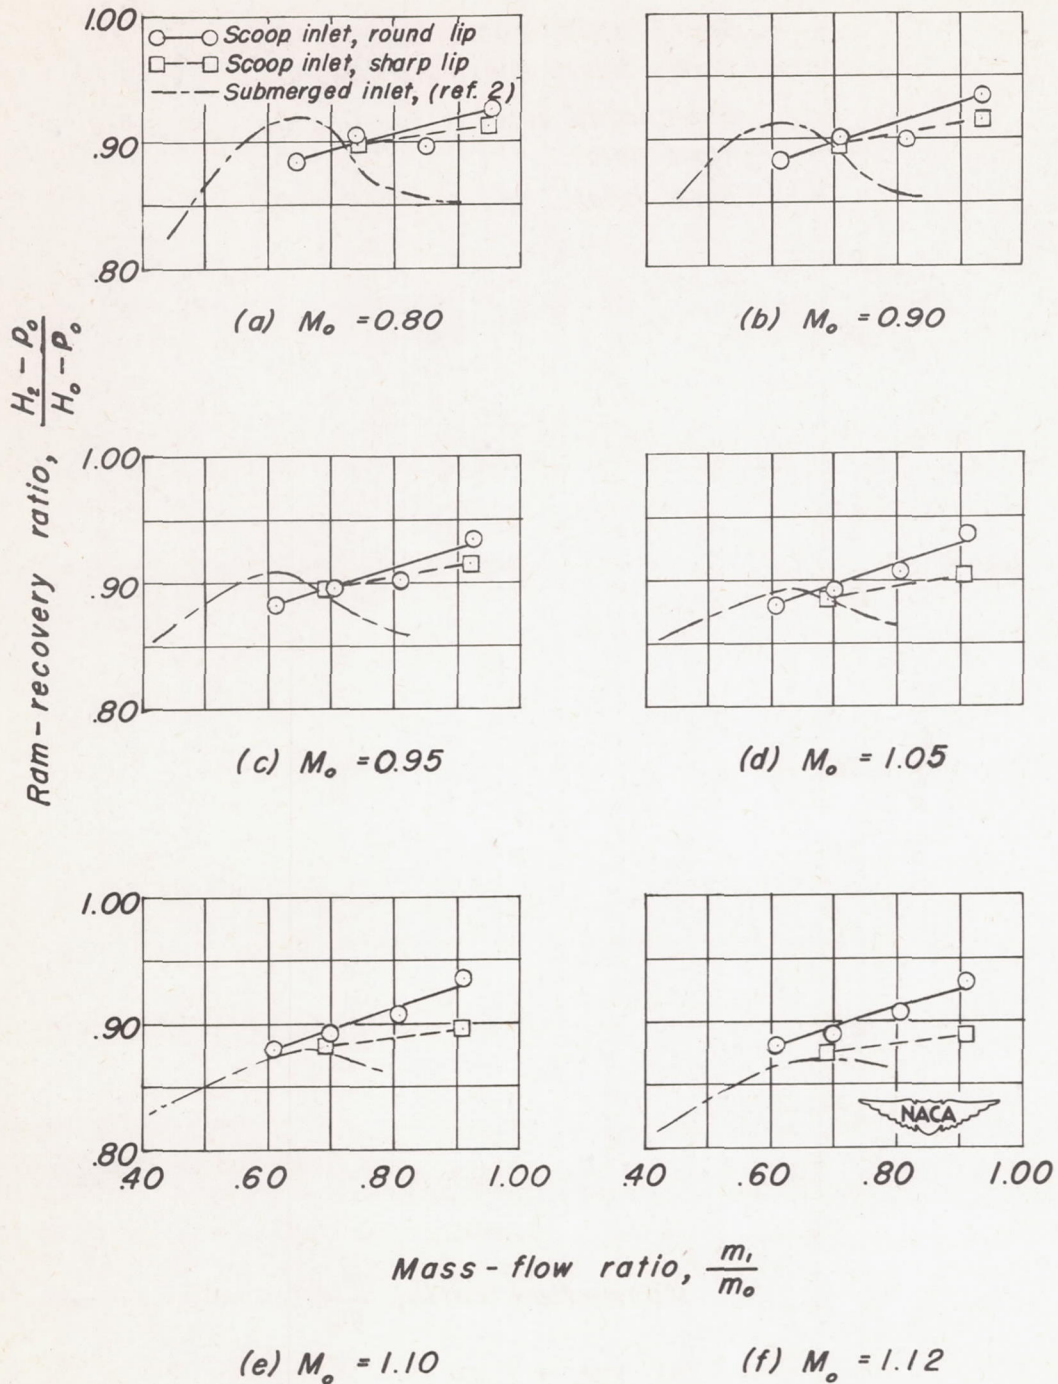 1.00
.90
.80
Scoop inlet, round lip
Scoop inlet, sharp lip
Submerged inlet, (ref. 2)
(a) M₀ = 0.80
(b) M₀ = 0.90
Ram-recovery ratio, (H₂ - P₀)/(H₀ - P₀)
1.00
.90
.80
(c) M₀ = 0.95
(d) M₀ = 1.05
1.00
.90
.80
.40 .60 .80 1.00
.40 .60 .80 1.00
NACA
Mass-flow ratio, m₁/m₀
(e) M₀ = 1.10
(f) M₀ = 1.12